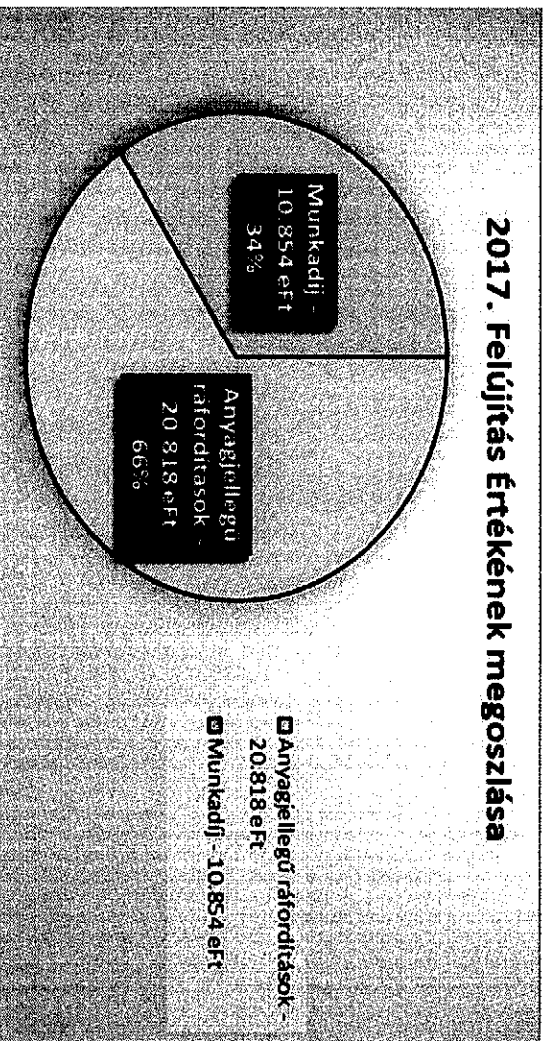 2017. Felújítás Értékének megoszlása
Munkadíj -
10.854 eFt
34%
Anyagjellegű
ráfordítások -
20.818 eFt
66%
Anyagjellegű ráfordítások -
20.818 eFt
Munkadíj - 10.854 eFt